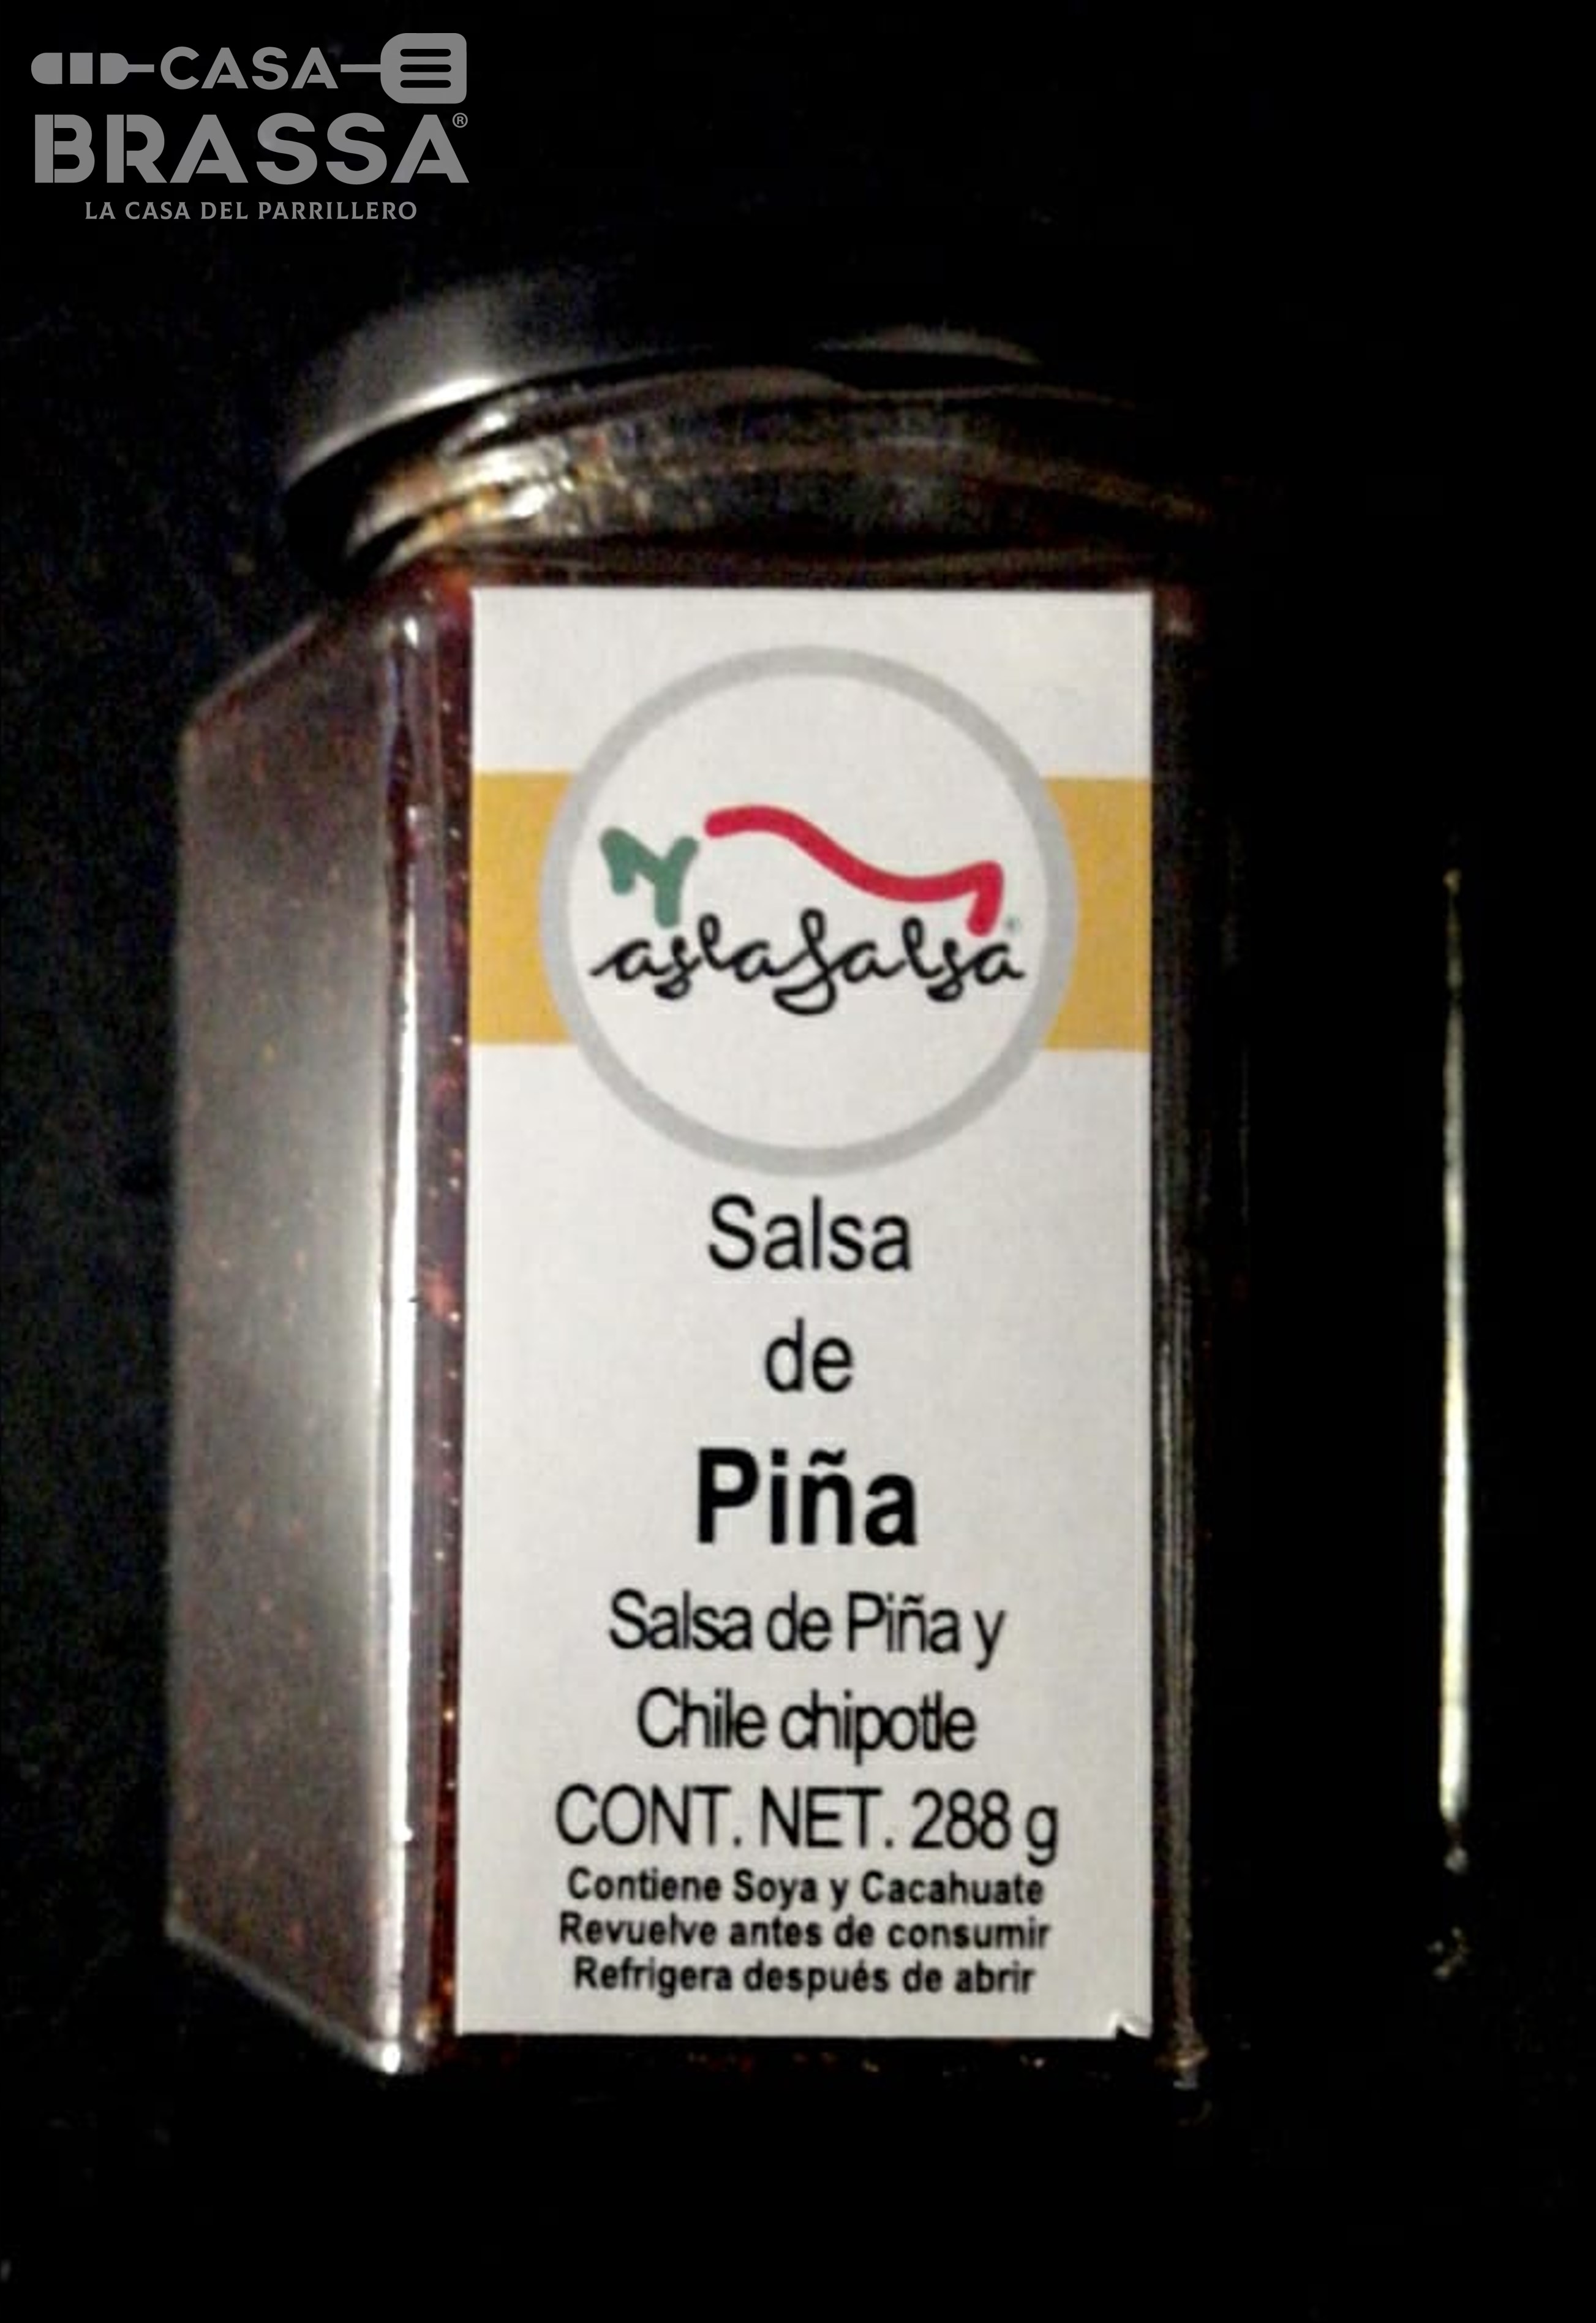 CASA
BRASSA®
LA CASA DEL PARRILLERO
aslasalsa
Salsa
de
Piña
Salsa de Piña y
Chile chipotle
CONT. NET. 288 g
Contiene Soya y Cacahuate
Revuelve antes de consumir
Refrigera después de abrir